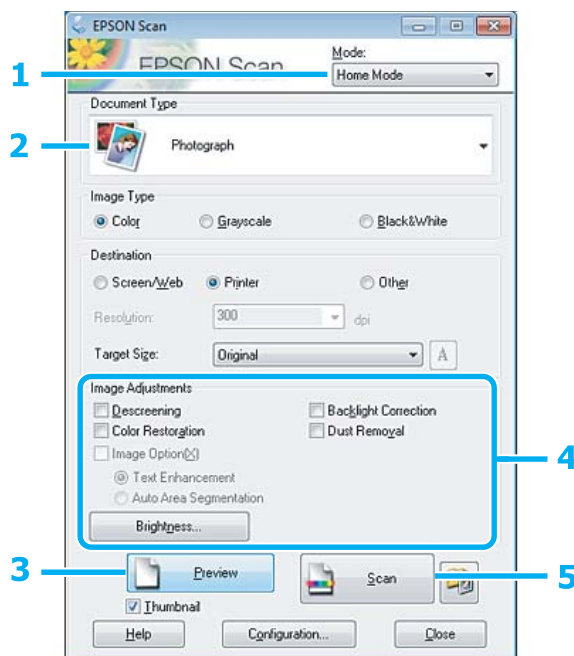 EPSON Scan
EPSON Scan
Mode:
1
Home Mode
Document Type
2
Photograph
Image Type
Color Grayscale Black&White
Destination
Screen/Web Printer Other
Resolution: 300 dpi
Target Size: Original A
Image Adjustments
Descreening Backlight Correction
Color Restoration Dust Removal
Image Option(X)
4
Text Enhancement
Auto Area Segmentation
Brightness...
3 Preview Scan 5
Thumbnail
Help Configuration... Close